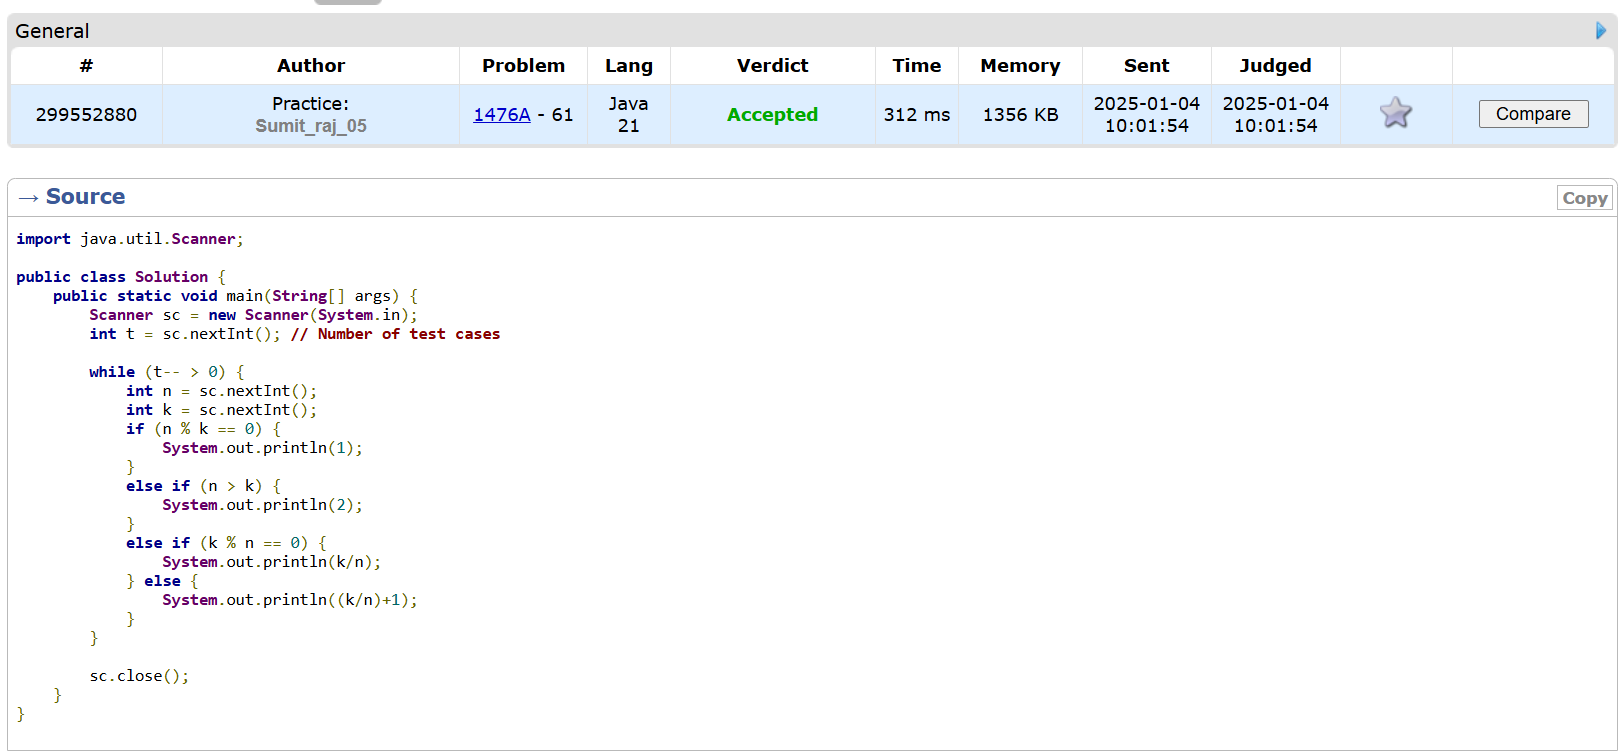 General
# Author Problem Lang Verdict Time Memory Sent Judged
299552880 Practice: Sumit_raj_05 1476A - 61 Java 21 Accepted 312 ms 1356 KB 2025-01-04 10:01:54 2025-01-04 10:01:54 Compare
→ Source Copy
import java.util.Scanner;

public class Solution {
    public static void main(String[] args) {
        Scanner sc = new Scanner(System.in);
        int t = sc.nextInt(); // Number of test cases

        while (t-- > 0) {
            int n = sc.nextInt();
            int k = sc.nextInt();
            if (n % k == 0) {
                System.out.println(1);
            }
            else if (n > k) {
                System.out.println(2);
            }
            else if (k % n == 0) {
                System.out.println(k/n);
            } else {
                System.out.println((k/n)+1);
            }
        }

        sc.close();
    }
}